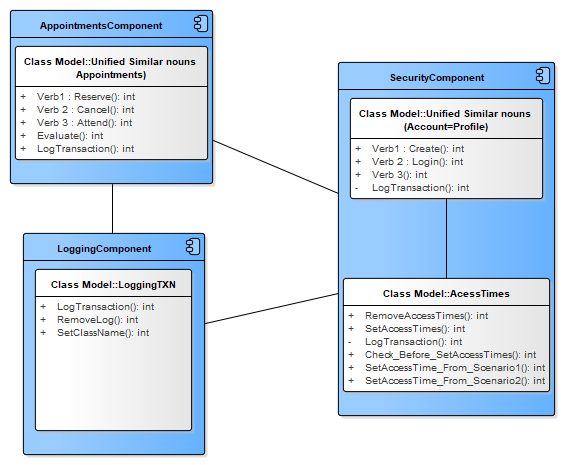 AppointmentsComponent
Class Model::Unified Similar nouns
Appointments)
+ Verb1 : Reserve(): int
+ Verb 2 : Cancel(): int
+ Verb 3 : Attend(): int
+ Evaluate(): int
+ LogTransaction(): int
SecurityComponent
Class Model::Unified Similar nouns
(Account=Profile)
+ Verb1 : Create(): int
+ Verb 2 : Login(): int
+ Verb 3(): int
- LogTransaction(): int
LoggingComponent
Class Model::LoggingTXN
+ LogTransaction(): int
+ RemoveLog(): int
+ SetClassName(): int
Class Model::AcessTimes
+ RemoveAccessTimes(): int
+ SetAccessTimes(): int
- LogTransaction(): int
+ Check_Before_SetAccessTimes(): int
+ SetAccessTime_From_Scenario1(): int
+ SetAccessTime_From_Scenario2(): int